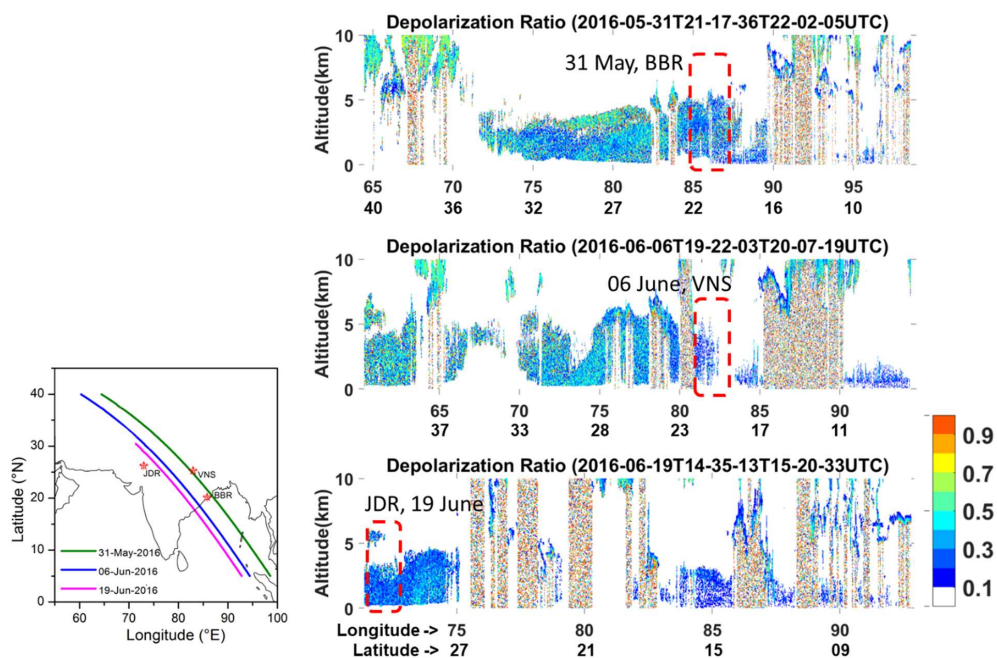 Depolarization Ratio (2016-05-31T21-17-36T22-02-05UTC)
31 May, BBR
Altitude(km)
10
5
0
65 70 75 80 85 90 95
40 36 32 27 22 16 10
Depolarization Ratio (2016-06-06T19-22-03T20-07-19UTC)
06 June, VNS
Altitude(km)
10
5
0
65 70 75 80 85 90
37 33 28 23 17 11
Depolarization Ratio (2016-06-19T14-35-13T15-20-33UTC)
JDR, 19 June
Altitude(km)
10
5
0
Longitude -> 75 80 85 90
Latitude -> 27 21 15 09
0.9
0.7
0.5
0.3
0.1
Latitude (°N)
40
35
30
25
20
15
10
5
0
JDR
VNS
BBR
31-May-2016
06-Jun-2016
19-Jun-2016
60 70 80 90 100
Longitude (°E)